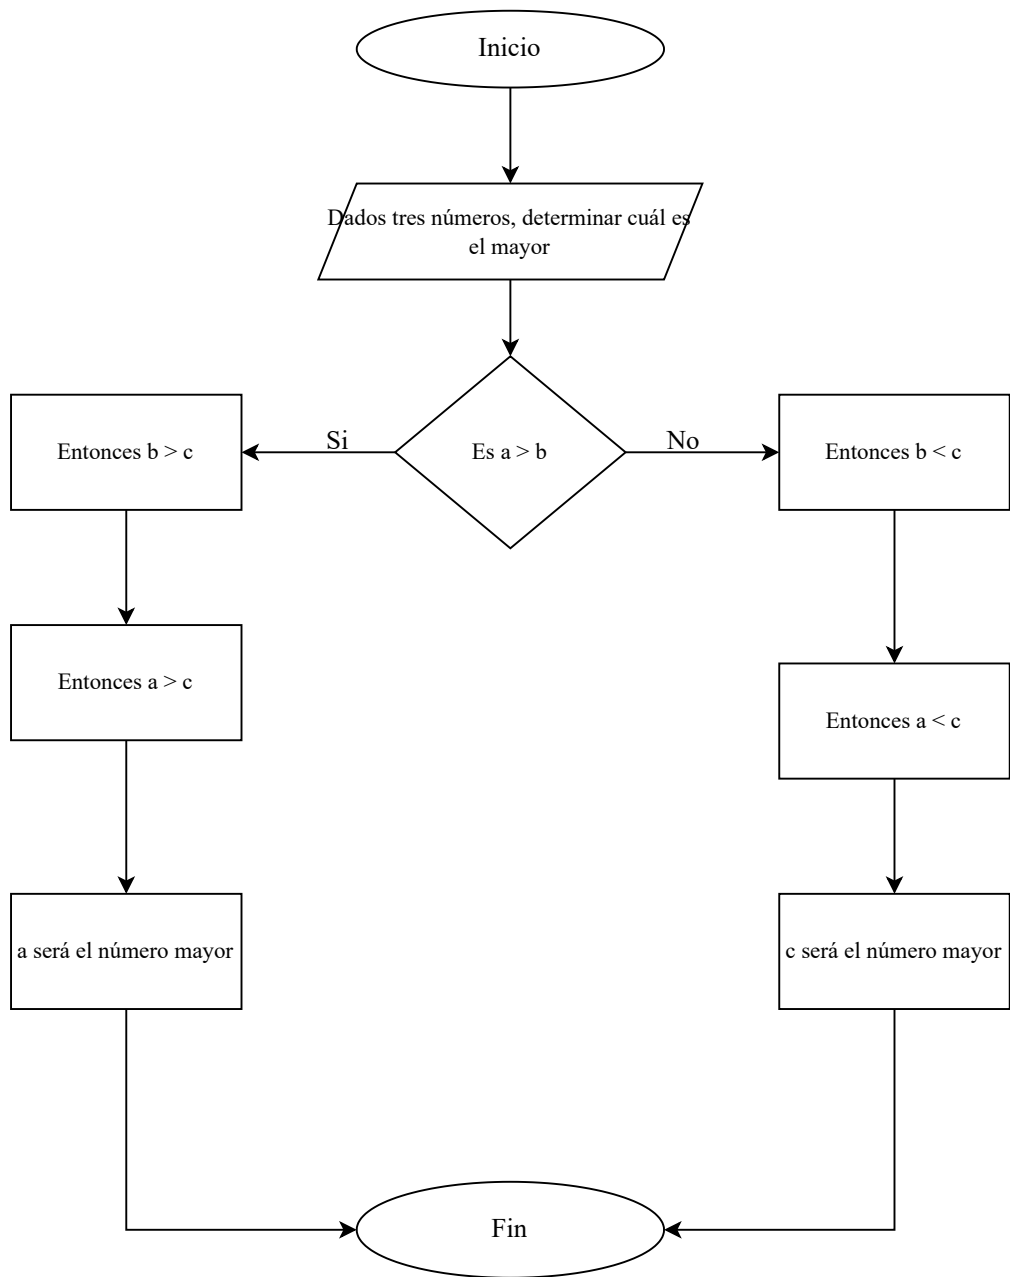 Inicio
Dados tres números, determinar cuál es
el mayor
Entonces b > c
Si
Es a > b
No
Entonces b < c
Entonces a > c
Entonces a < c
a será el número mayor
c será el número mayor
Fin